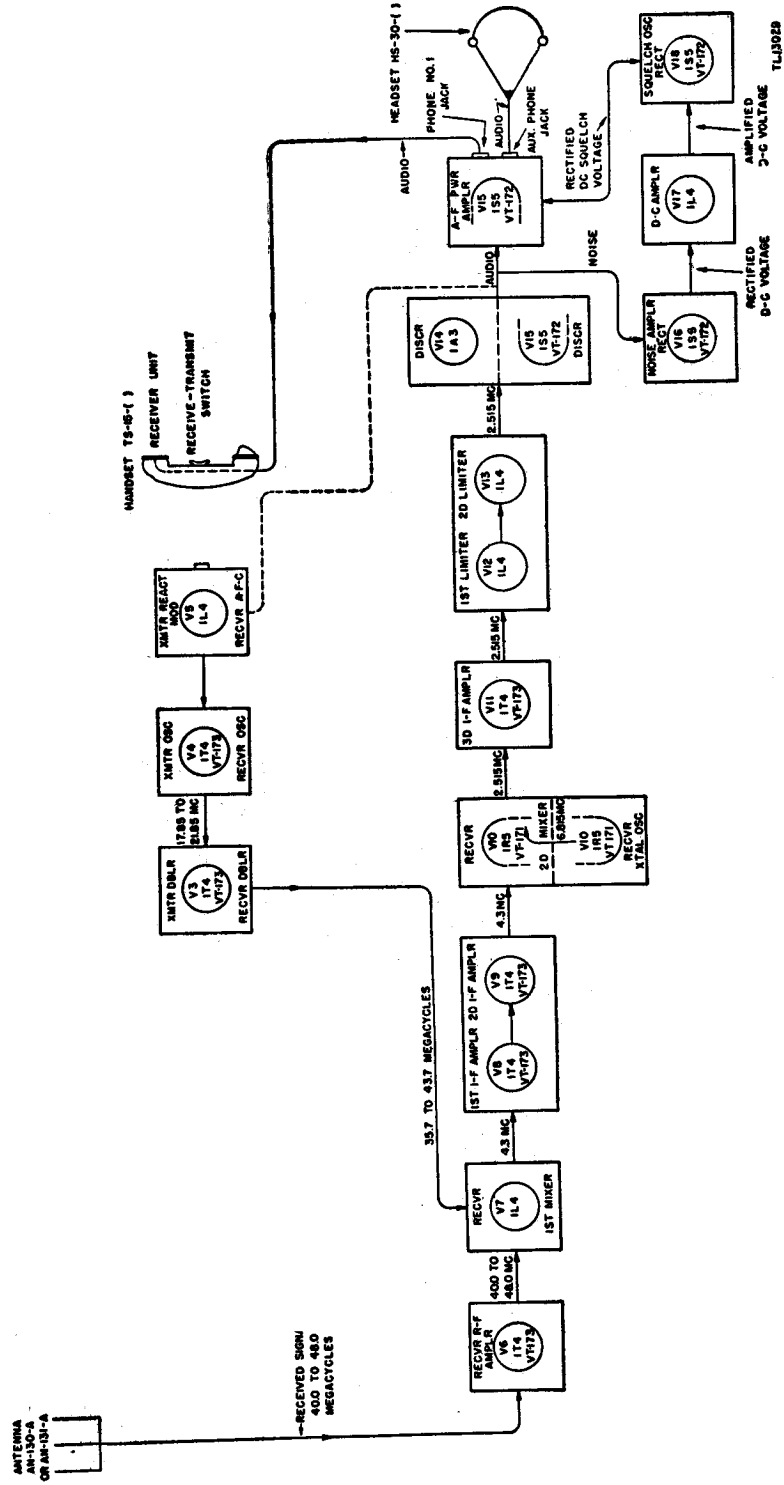 ANTENNA
AN-130-A
OR AN-131-A
RECEIVED SIGNAL
40.0 TO 48.0
MEGACYCLES
RECVR R-F
AMPLR
V6
1T4
VT-173
40.0 TO
48.0 MC
RECVR
V7
1L4
1ST MIXER
4.3 MC
1ST I-F AMPLR 2D I-F AMPLR
V8
1T4
VT-173
V9
1T4
VT-173
4.3 MC
RECVR
V10
1R5
VT-171
2D MIXER
6.815MC
V10
1R5
VT-171
RECVR
XTAL OSC
2.515MC
3D I-F AMPLR
V11
1T4
VT-173
2.515 MC
1ST LIMITER 2D LIMITER
V12
1L4
V13
1L4
2.515 MC
DISCR
V14
1A3
V15
1S5
VT-172
DISCR
AUDIO
NOISE
A-F PWR
AMPLR
V15
1S5
VT-172
PHONE NO.1
JACK
AUDIO
AUX. PHONE
JACK
HEADSET HS-30-( )
AUDIO
RECTIFIED
DC SQUELCH
VOLTAGE
NOISE AMPLR
RECT
V16
1S5
VT-172
RECTIFIED
D-C VOLTAGE
D-C AMPLR
V17
1L4
AMPLIFIED
D-C VOLTAGE
SQUELCH OSC
RECT
V18
1S5
VT-172
XMTR DBLR
V3
1T4
VT-173
RECVR DBLR
35.7 TO 43.7 MEGACYCLES
17.85 TO
21.85 MC
XMTR OSC
V4
1T4
VT-173
RECVR OSC
XMTR REACT
MOD
V5
1L4
RECVR A-F-C
HANDSET TS-15-( )
RECEIVER UNIT
RECEIVE-TRANSMIT
SWITCH